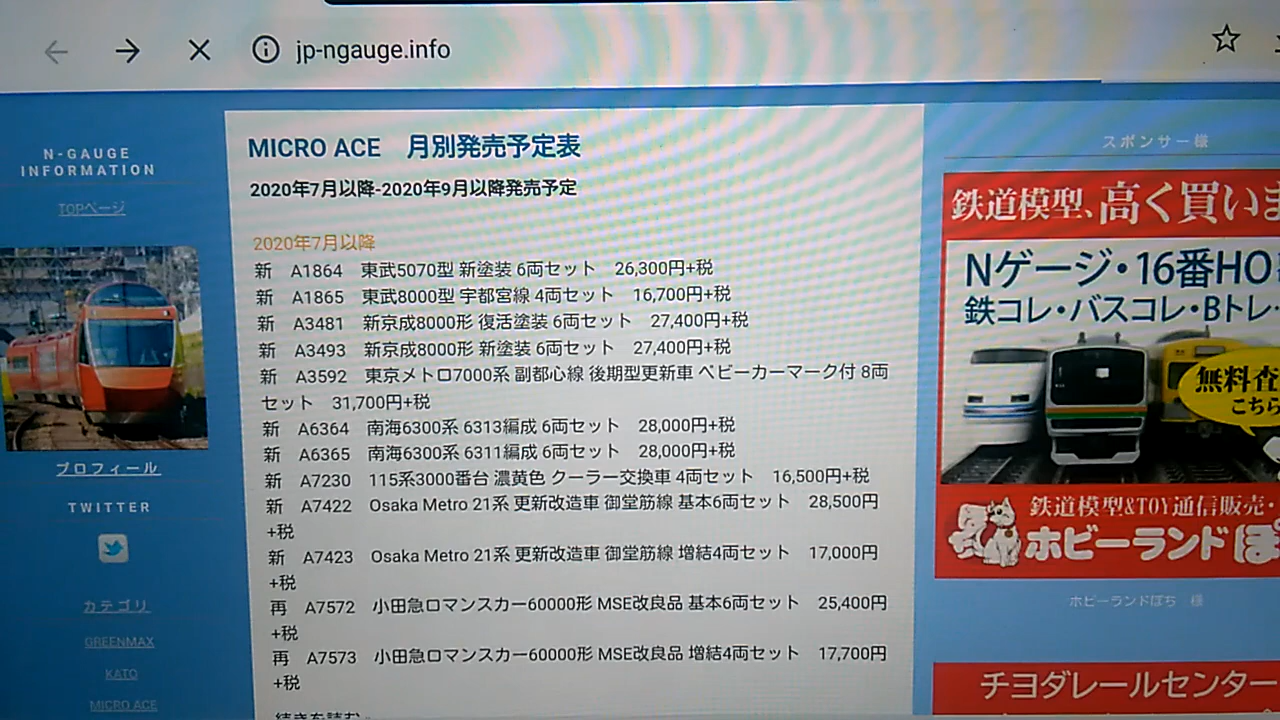 jp-ngauge.info
N-GAUGE
INFORMATION
TOPページ
プロフィール
TWITTER
カテゴリ
GREENMAX
KATO
MICRO ACE
MICRO ACE 月別発売予定表
2020年7月以降-2020年9月以降発売予定
2020年7月以降
新 A1864 東武5070型 新塗装 6両セット 26,300円+税
新 A1865 東武8000型 宇都宮線 4両セット 16,700円+税
新 A3481 新京成8000形 復活塗装 6両セット 27,400円+税
新 A3493 新京成8000形 新塗装 6両セット 27,400円+税
新 A3592 東京メトロ7000系 副都心線 後期型更新車 ベビーカーマーク付 8両
セット 31,700円+税
新 A6364 南海6300系 6313編成 6両セット 28,000円+税
新 A6365 南海6300系 6311編成 6両セット 28,000円+税
新 A7230 115系3000番台 濃黄色 クーラー交換車 4両セット 16,500円+税
新 A7422 Osaka Metro 21系 更新改造車 御堂筋線 基本6両セット 28,500円
+税
新 A7423 Osaka Metro 21系 更新改造車 御堂筋線 増結4両セット 17,000円
+税
再 A7572 小田急ロマンスカー60000形 MSE改良品 基本6両セット 25,400円
+税
再 A7573 小田急ロマンスカー60000形 MSE改良品 増結4両セット 17,700円
+税
続きを読む
スポンサー様
鉄道模型、高く買いま
Nゲージ・16番HO
鉄コレ・バスコレ・Bトレ・
無料査
こちら
鉄道模型&TOY通信販売・
ホビーランドぽ
ホビーランドぽち 様
チヨダレールセンター